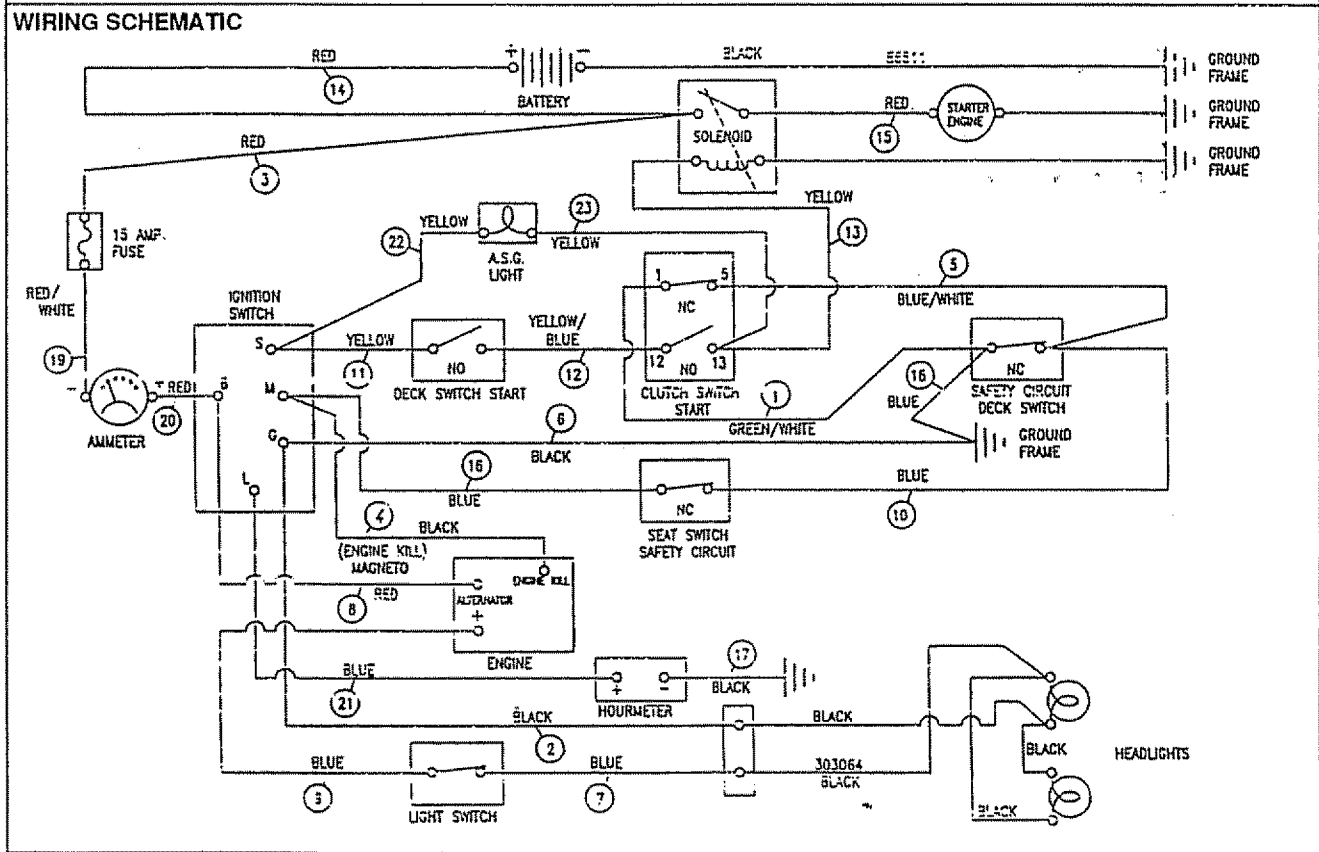 WIRING SCHEMATIC
RED
14
+
−
BATTERY
BLACK
GROUND
FRAME
SOLENOID
RED
15
STARTER
ENGINE
GROUND
FRAME
RED
3
GROUND
FRAME
YELLOW
13
15 AMP.
FUSE
YELLOW
22
A.S.G.
LIGHT
23
YELLOW
1
5
NC
5
BLUE/WHITE
RED/
WHITE
19
IGNITION
SWITCH
S
YELLOW
11
NO
DECK SWITCH START
YELLOW/
BLUE
12
12
13
NO
CLUTCH SWITCH
START
NC
SAFETY CIRCUIT
DECK SWITCH
16
BLUE
−
+
AMMETER
RED
20
B
M
1
GREEN/WHITE
G
6
BLACK
GROUND
FRAME
L
16
BLUE
NC
SEAT SWITCH
SAFETY CIRCUIT
BLUE
10
4
BLACK
(ENGINE KILL)
MAGNETO
ENGINE KILL
ALTERNATOR
+
ENGINE
RED
8
BLUE
21
+
−
HOURMETER
17
BLACK
BLACK
2
BLACK
BLACK
HEADLIGHTS
BLUE
LIGHT SWITCH
BLUE
7
303064
BLACK
BLACK